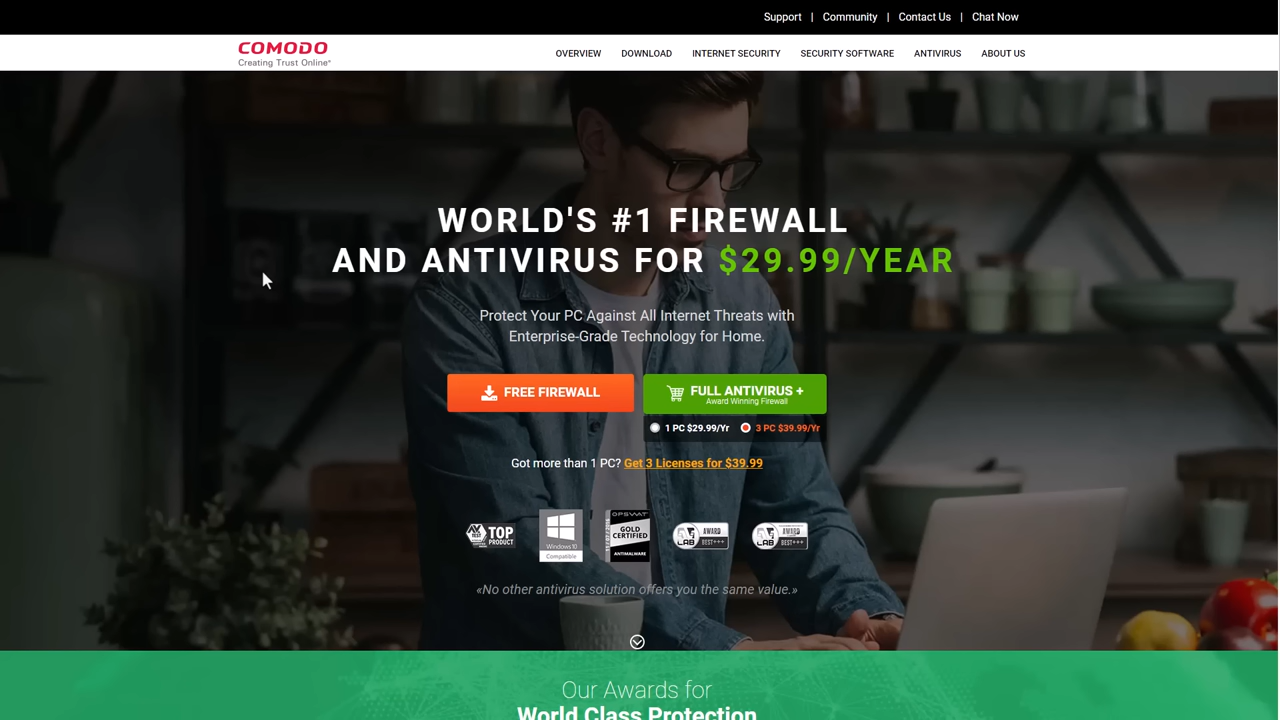 Support | Community | Contact Us | Chat Now
COMODO
Creating Trust Online®
OVERVIEW DOWNLOAD INTERNET SECURITY SECURITY SOFTWARE ANTIVIRUS ABOUT US
WORLD'S #1 FIREWALL
AND ANTIVIRUS FOR $29.99/YEAR
Protect Your PC Against All Internet Threats with
Enterprise-Grade Technology for Home.
FREE FIREWALL
FULL ANTIVIRUS +
Award Winning Firewall
1 PC $29.99/Yr 3 PC $39.99/Yr
Got more than 1 PC? Get 3 Licenses for $39.99
TOP
PRODUCT
Windows 10
Compatible
OPSWAT
GOLD
CERTIFIED
ANTIMALWARE
LAB
AWARD
BEST+++
LAB
AWARD
BEST+++
«No other antivirus solution offers you the same value.»
Our Awards for
World Class Protection